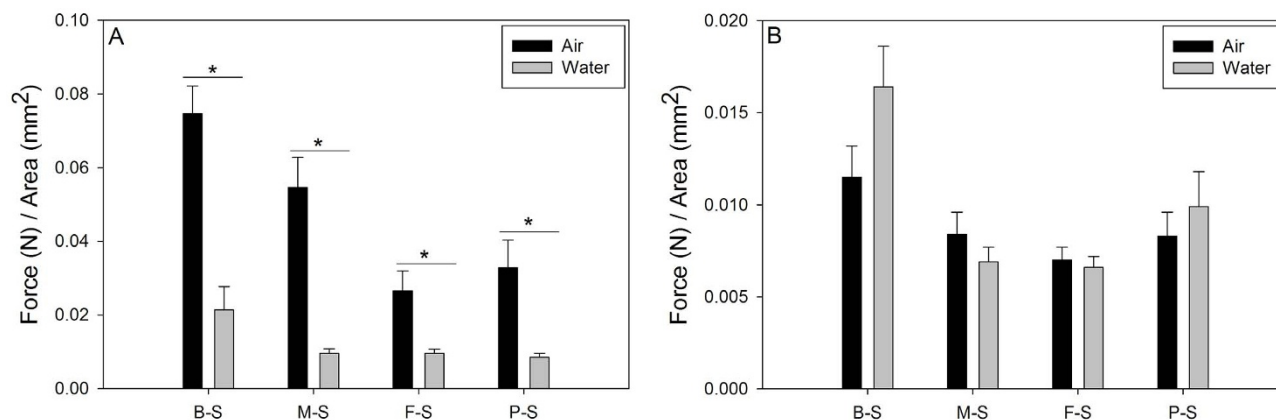 A
Force (N) / Area (mm²)
0.10
0.08
0.06
0.04
0.02
0.00
Air
Water
*
*
*
*
B-S
M-S
F-S
P-S
B
Force (N) / Area (mm²)
0.020
0.015
0.010
0.005
0.000
Air
Water
B-S
M-S
F-S
P-S